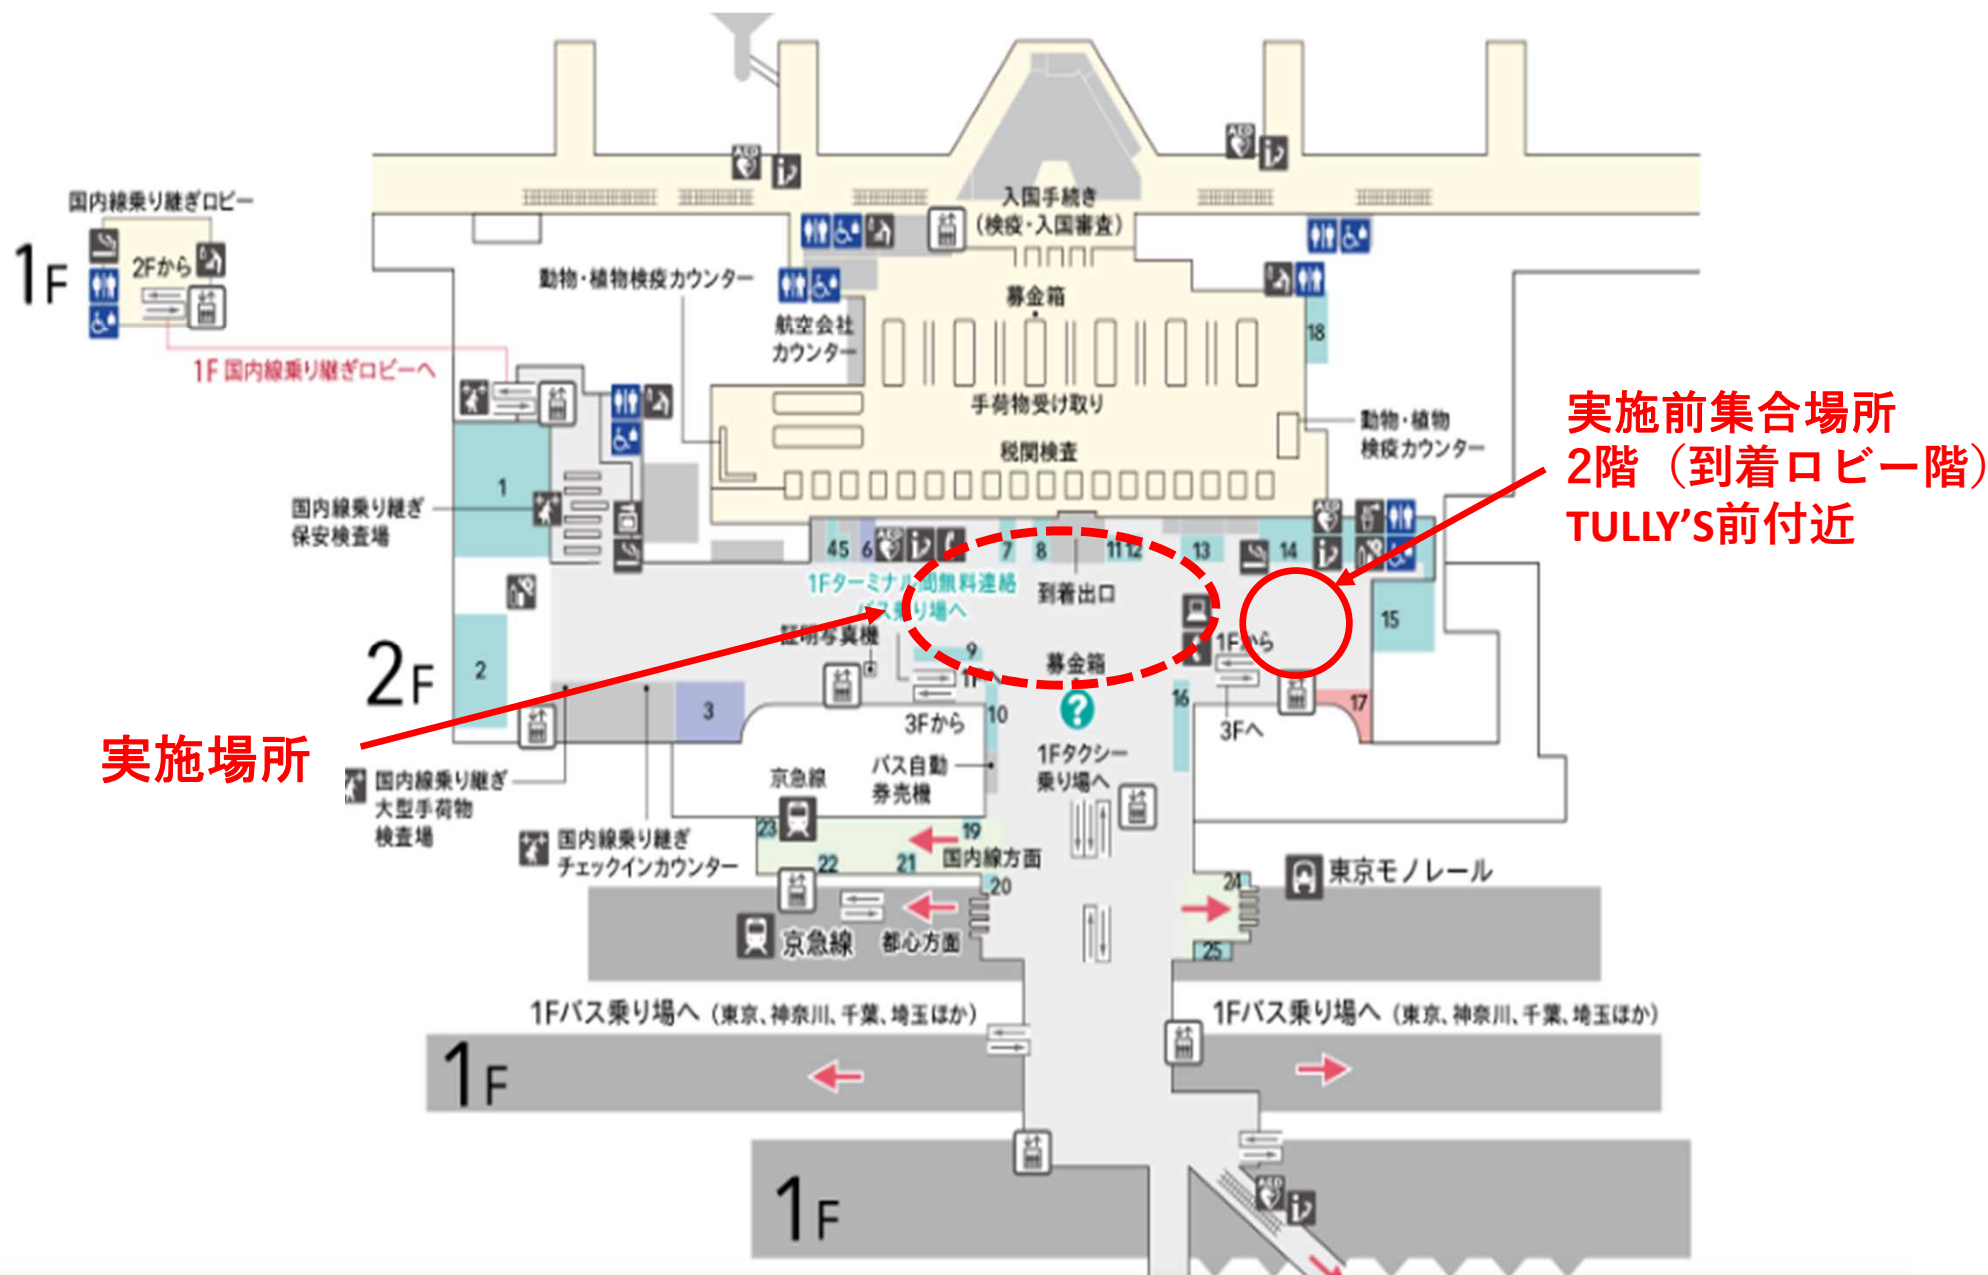 国内線乗り継ぎロビー
1F
2Fから
1F 国内線乗り継ぎロビーへ
AED
AED
入国手続き
(検疫・入国審査)
動物・植物検疫カウンター
募金箱
航空会社
カウンター
18
手荷物受け取り
税関検査
動物・植物
検疫カウンター
実施前集合場所
2階（到着ロビー階）
TULLY'S前付近
1
国内線乗り継ぎ
保安検査場
AED
45
6
AED
7
8
11
12
13
14
1Fターミナル間無料連絡
バス乗り場へ
到着出口
証明写真機
15
2F
2
9
1Fへ
募金箱
1Fから
3
3Fから
10
16
17
?
3Fへ
実施場所
国内線乗り継ぎ
大型手荷物
検査場
京急線
バス自動
券売機
1Fタクシー
乗り場へ
国内線乗り継ぎ
チェックインカウンター
23
19
22
21
国内線方面
20
24
東京モノレール
京急線
都心方面
25
1Fバス乗り場へ（東京、神奈川、千葉、埼玉ほか）
1Fバス乗り場へ（東京、神奈川、千葉、埼玉ほか）
1F
1F
AED